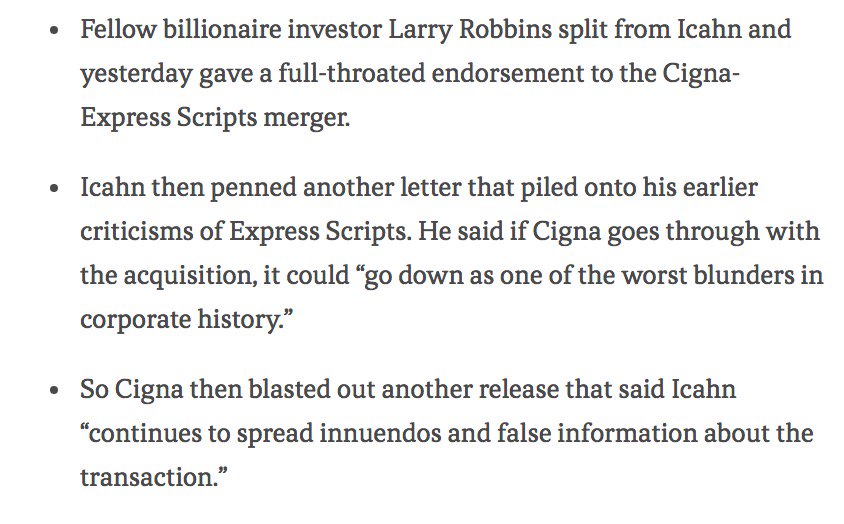 • Fellow billionaire investor Larry Robbins split from Icahn and
yesterday gave a full-throated endorsement to the Cigna-
Express Scripts merger.
• Icahn then penned another letter that piled onto his earlier
criticisms of Express Scripts. He said if Cigna goes through with
the acquisition, it could “go down as one of the worst blunders in
corporate history.”
• So Cigna then blasted out another release that said Icahn
“continues to spread innuendos and false information about the
transaction.”